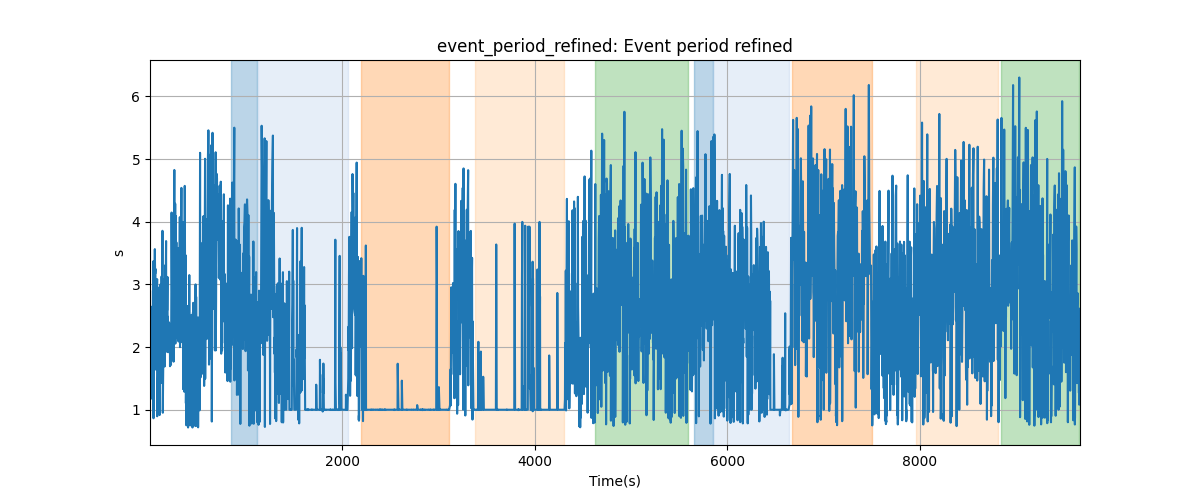 event_period_refined: Event period refined
6
5
4
3
2
1
s
2000 4000 6000 8000
Time(s)